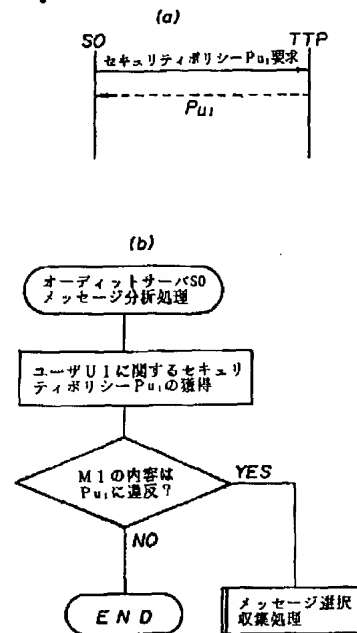 (a)
SO
TTP
セキュリティポリシーPu₁要求
Pu₁
(b)
オーディットサーバSO
メッセージ分析処理
ユーザU1に関するセキュリ
ティポリシーPu₁の獲得
M1の内容は
Pu₁に違反?
YES
NO
メッセージ選択
収集処理
END